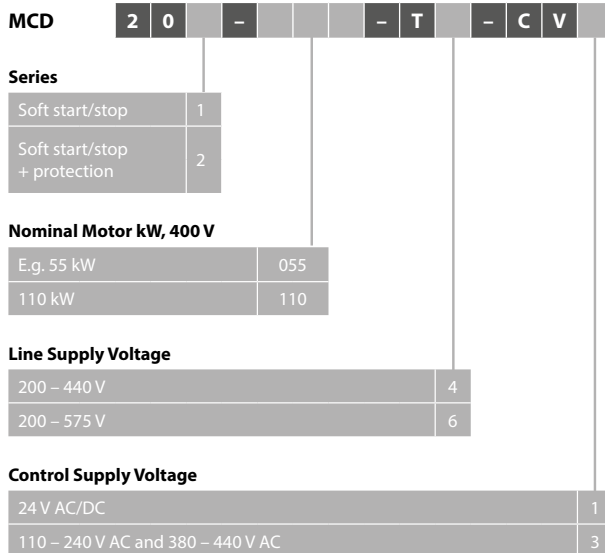 MCD 2 0 – – T – C V
Series
Soft start/stop 1
Soft start/stop
+ protection 2
Nominal Motor kW, 400 V
E.g. 55 kW 055
110 kW 110
Line Supply Voltage
200 – 440 V 4
200 – 575 V 6
Control Supply Voltage
24 V AC/DC 1
110 – 240 V AC and 380 – 440 V AC 3